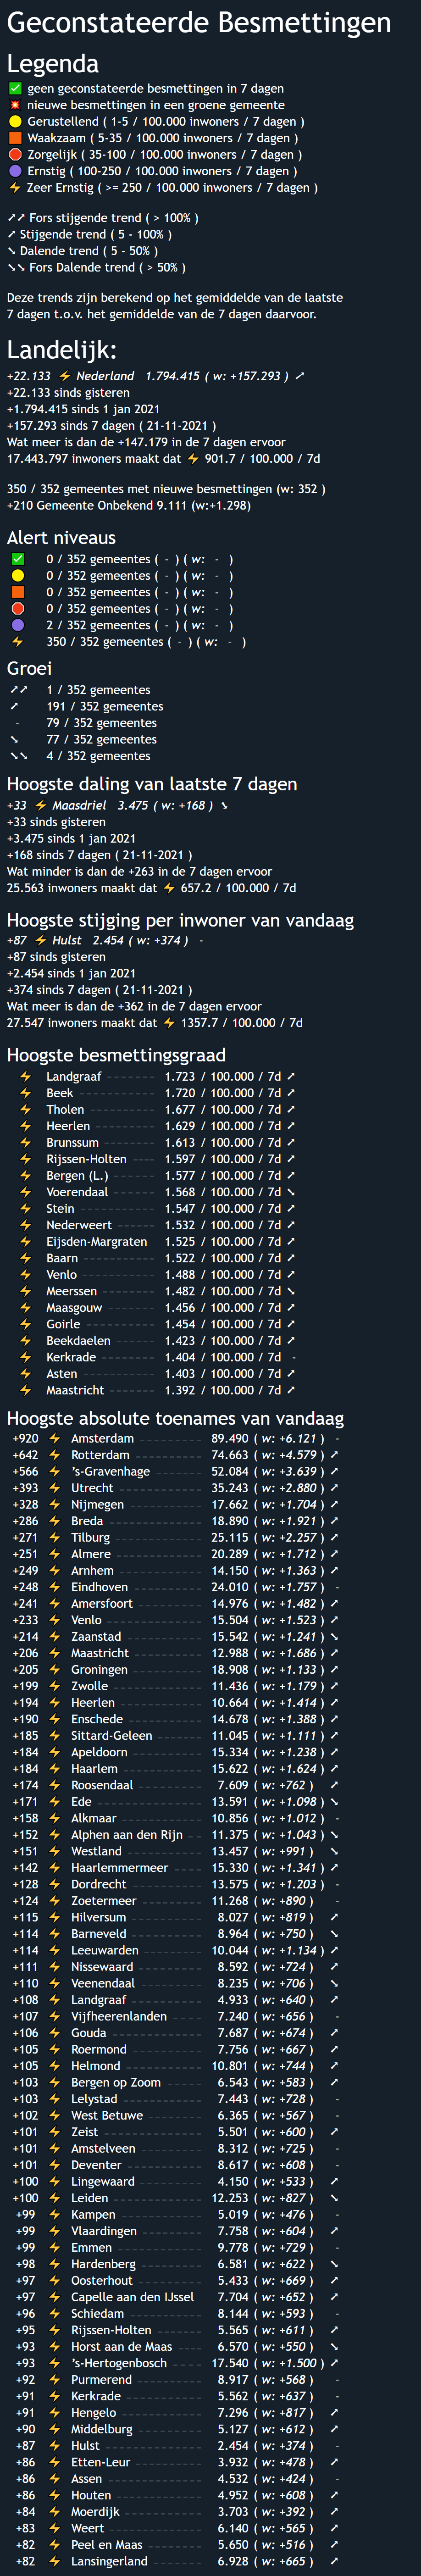 Geconstateerde Besmettingen
Legenda
✅ geen geconstateerde besmettingen in 7 dagen
💥 nieuwe besmettingen in een groene gemeente
🟡 Gerustellend ( 1-5 / 100.000 inwoners / 7 dagen )
🟧 Waakzaam ( 5-35 / 100.000 inwoners / 7 dagen )
🛑 Zorgelijk ( 35-100 / 100.000 inwoners / 7 dagen )
🟣 Ernstig ( 100-250 / 100.000 inwoners / 7 dagen )
⚡ Zeer Ernstig ( >= 250 / 100.000 inwoners / 7 dagen )
➚➚ Fors stijgende trend ( > 100% )
➚ Stijgende trend ( 5 - 100% )
➘ Dalende trend ( 5 - 50% )
➘➘ Fors Dalende trend ( > 50% )
Deze trends zijn berekend op het gemiddelde van de laatste
7 dagen t.o.v. het gemiddelde van de 7 dagen daarvoor.
Landelijk:
+22.133 ⚡ Nederland 1.794.415 ( w: +157.293 ) ➚
+22.133 sinds gisteren
+1.794.415 sinds 1 jan 2021
+157.293 sinds 7 dagen ( 21-11-2021 )
Wat meer is dan de +147.179 in de 7 dagen ervoor
17.443.797 inwoners maakt dat ⚡ 901.7 / 100.000 / 7d
350 / 352 gemeentes met nieuwe besmettingen (w: 352 )
+210 Gemeente Onbekend 9.111 (w:+1.298)
Alert niveaus
✅ 0 / 352 gemeentes ( - ) ( w: - )
🟡 0 / 352 gemeentes ( - ) ( w: - )
🟧 0 / 352 gemeentes ( - ) ( w: - )
🛑 0 / 352 gemeentes ( - ) ( w: - )
🟣 2 / 352 gemeentes ( - ) ( w: - )
⚡ 350 / 352 gemeentes ( - ) ( w: - )
Groei
➚➚ 1 / 352 gemeentes
➚ 191 / 352 gemeentes
- 79 / 352 gemeentes
➘ 77 / 352 gemeentes
➘➘ 4 / 352 gemeentes
Hoogste daling van laatste 7 dagen
+33 ⚡ Maasdriel 3.475 ( w: +168 ) ➘
+33 sinds gisteren
+3.475 sinds 1 jan 2021
+168 sinds 7 dagen ( 21-11-2021 )
Wat minder is dan de +263 in de 7 dagen ervoor
25.563 inwoners maakt dat ⚡ 657.2 / 100.000 / 7d
Hoogste stijging per inwoner van vandaag
+87 ⚡ Hulst 2.454 ( w: +374 ) -
+87 sinds gisteren
+2.454 sinds 1 jan 2021
+374 sinds 7 dagen ( 21-11-2021 )
Wat meer is dan de +362 in de 7 dagen ervoor
27.547 inwoners maakt dat ⚡ 1357.7 / 100.000 / 7d
Hoogste besmettingsgraad
⚡ Landgraaf 1.723 / 100.000 / 7d ➚
⚡ Beek 1.720 / 100.000 / 7d ➚
⚡ Tholen 1.677 / 100.000 / 7d ➚
⚡ Heerlen 1.629 / 100.000 / 7d ➚
⚡ Brunssum 1.613 / 100.000 / 7d ➚
⚡ Rijssen-Holten 1.597 / 100.000 / 7d ➚
⚡ Bergen (L.) 1.577 / 100.000 / 7d ➚
⚡ Voerendaal 1.568 / 100.000 / 7d ➘
⚡ Stein 1.547 / 100.000 / 7d ➚
⚡ Nederweert 1.532 / 100.000 / 7d ➚
⚡ Eijsden-Margraten 1.525 / 100.000 / 7d ➚
⚡ Baarn 1.522 / 100.000 / 7d ➚
⚡ Venlo 1.488 / 100.000 / 7d ➚
⚡ Meerssen 1.482 / 100.000 / 7d ➘
⚡ Maasgouw 1.456 / 100.000 / 7d ➚
⚡ Goirle 1.454 / 100.000 / 7d ➚
⚡ Beekdaelen 1.423 / 100.000 / 7d ➚
⚡ Kerkrade 1.404 / 100.000 / 7d -
⚡ Asten 1.403 / 100.000 / 7d ➚
⚡ Maastricht 1.392 / 100.000 / 7d ➚
Hoogste absolute toenames van vandaag
+920 ⚡ Amsterdam 89.490 ( w: +6.121 ) -
+642 ⚡ Rotterdam 74.663 ( w: +4.579 ) ➚
+566 ⚡ 's-Gravenhage 52.084 ( w: +3.639 ) ➚
+393 ⚡ Utrecht 35.243 ( w: +2.880 ) ➚
+328 ⚡ Nijmegen 17.662 ( w: +1.704 ) ➚
+286 ⚡ Breda 18.890 ( w: +1.921 ) ➚
+271 ⚡ Tilburg 25.115 ( w: +2.257 ) ➚
+251 ⚡ Almere 20.289 ( w: +1.712 ) ➚
+249 ⚡ Arnhem 14.150 ( w: +1.363 ) ➚
+248 ⚡ Eindhoven 24.010 ( w: +1.757 ) -
+241 ⚡ Amersfoort 14.976 ( w: +1.482 ) ➚
+233 ⚡ Venlo 15.504 ( w: +1.523 ) ➚
+214 ⚡ Zaanstad 15.542 ( w: +1.241 ) ➘
+206 ⚡ Maastricht 12.988 ( w: +1.686 ) ➚
+205 ⚡ Groningen 18.908 ( w: +1.133 ) ➚
+199 ⚡ Zwolle 11.436 ( w: +1.179 ) ➚
+194 ⚡ Heerlen 10.664 ( w: +1.414 ) ➚
+190 ⚡ Enschede 14.678 ( w: +1.388 ) ➚
+185 ⚡ Sittard-Geleen 11.045 ( w: +1.111 ) ➚
+184 ⚡ Apeldoorn 15.334 ( w: +1.238 ) ➚
+184 ⚡ Haarlem 15.622 ( w: +1.624 ) ➚
+174 ⚡ Roosendaal 7.609 ( w: +762 ) ➚
+171 ⚡ Ede 13.591 ( w: +1.098 ) ➘
+158 ⚡ Alkmaar 10.856 ( w: +1.012 ) -
+152 ⚡ Alphen aan den Rijn 11.375 ( w: +1.043 ) ➘
+151 ⚡ Westland 13.457 ( w: +991 ) ➘
+142 ⚡ Haarlemmermeer 15.330 ( w: +1.341 ) ➚
+128 ⚡ Dordrecht 13.575 ( w: +1.203 ) -
+124 ⚡ Zoetermeer 11.268 ( w: +890 ) -
+115 ⚡ Hilversum 8.027 ( w: +819 ) ➚
+114 ⚡ Barneveld 8.964 ( w: +750 ) ➘
+114 ⚡ Leeuwarden 10.044 ( w: +1.134 ) ➚
+111 ⚡ Nissewaard 8.592 ( w: +724 ) ➚
+110 ⚡ Veenendaal 8.235 ( w: +706 ) ➘
+108 ⚡ Landgraaf 4.933 ( w: +640 ) ➚
+107 ⚡ Vijfheerenlanden 7.240 ( w: +656 ) -
+106 ⚡ Gouda 7.687 ( w: +674 ) ➚
+105 ⚡ Roermond 7.756 ( w: +667 ) ➚
+105 ⚡ Helmond 10.801 ( w: +744 ) ➚
+103 ⚡ Bergen op Zoom 6.543 ( w: +583 ) ➚
+103 ⚡ Lelystad 7.443 ( w: +728 ) -
+102 ⚡ West Betuwe 6.365 ( w: +567 ) -
+101 ⚡ Zeist 5.501 ( w: +600 ) ➚
+101 ⚡ Amstelveen 8.312 ( w: +725 ) -
+101 ⚡ Deventer 8.617 ( w: +608 ) -
+100 ⚡ Lingewaard 4.150 ( w: +533 ) ➚
+100 ⚡ Leiden 12.253 ( w: +827 ) ➘
+99 ⚡ Kampen 5.019 ( w: +476 ) -
+99 ⚡ Vlaardingen 7.758 ( w: +604 ) ➚
+99 ⚡ Emmen 9.778 ( w: +729 ) -
+98 ⚡ Hardenberg 6.581 ( w: +622 ) ➘
+97 ⚡ Oosterhout 5.433 ( w: +669 ) ➚
+97 ⚡ Capelle aan den IJssel 7.704 ( w: +652 ) ➚
+96 ⚡ Schiedam 8.144 ( w: +593 ) -
+95 ⚡ Rijssen-Holten 5.565 ( w: +611 ) ➚
+93 ⚡ Horst aan de Maas 6.570 ( w: +550 ) ➘
+93 ⚡ 's-Hertogenbosch 17.540 ( w: +1.500 ) ➚
+92 ⚡ Purmerend 8.917 ( w: +568 ) -
+91 ⚡ Kerkrade 5.562 ( w: +637 ) -
+91 ⚡ Hengelo 7.296 ( w: +817 ) ➚
+90 ⚡ Middelburg 5.127 ( w: +612 ) ➚
+87 ⚡ Hulst 2.454 ( w: +374 ) -
+86 ⚡ Etten-Leur 3.932 ( w: +478 ) ➚
+86 ⚡ Assen 4.532 ( w: +424 ) -
+86 ⚡ Houten 4.952 ( w: +608 ) ➚
+84 ⚡ Moerdijk 3.703 ( w: +392 ) ➚
+83 ⚡ Weert 6.140 ( w: +565 ) ➚
+82 ⚡ Peel en Maas 5.650 ( w: +516 ) ➚
+82 ⚡ Lansingerland 6.928 ( w: +665 ) ➚